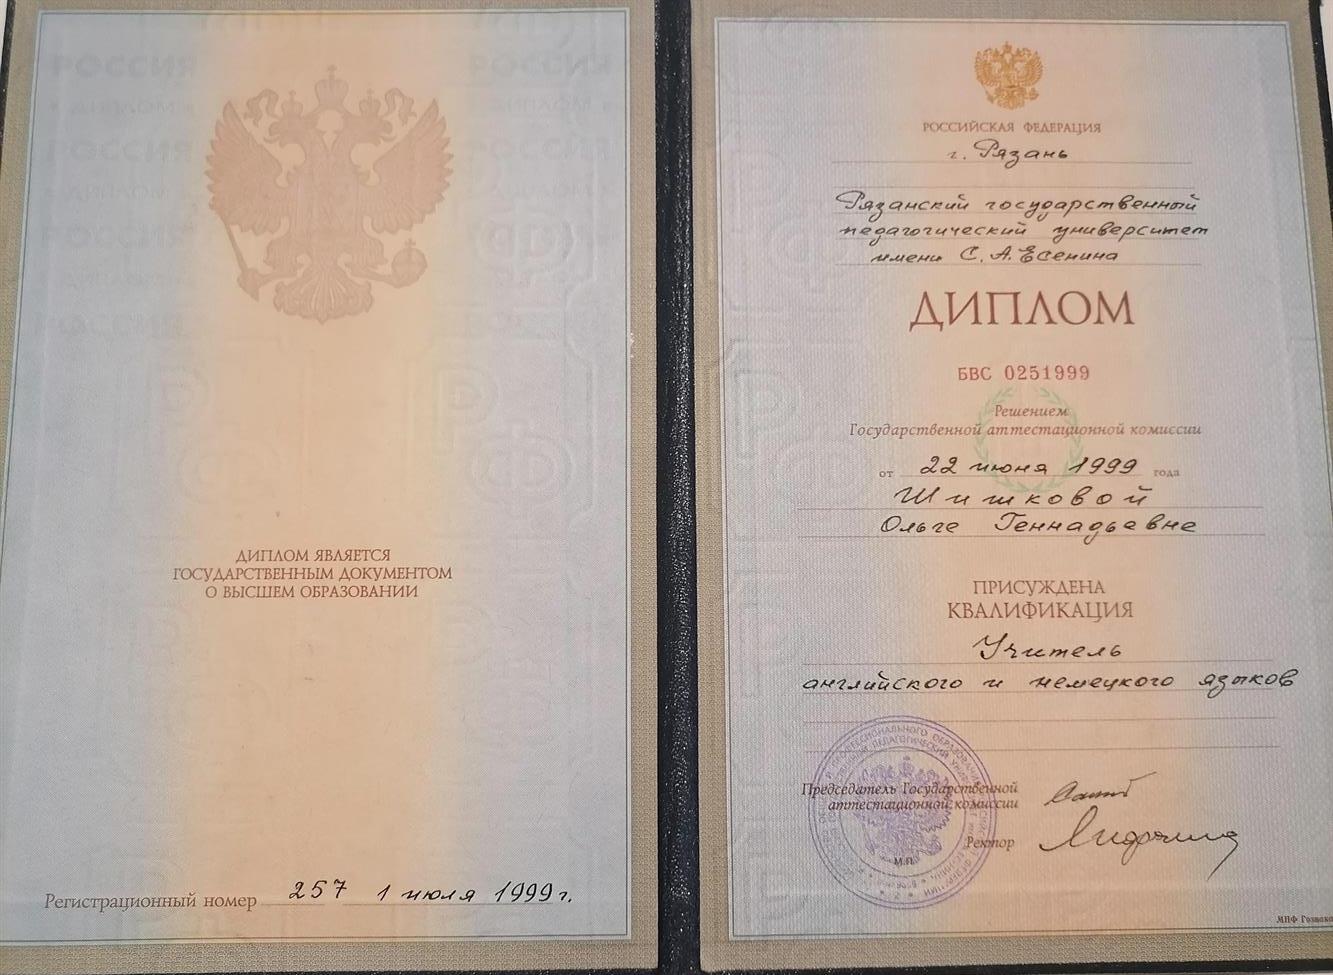 ДИПЛОМ ЯВЛЯЕТСЯ
ГОСУДАРСТВЕННЫМ ДОКУМЕНТОМ
О ВЫСШЕМ ОБРАЗОВАНИИ
Регистрационный номер 257 1 июля 1999 г.
РОССИЙСКАЯ ФЕДЕРАЦИЯ
г. Рязань
Рязанский государственный
педагогический университет
имени С. А. Есенина
ДИПЛОМ
БВС 0251999
Решением
Государственной аттестационной комиссии
от 22 июня 1999 года
Шишковой
Ольге Геннадьевне
ПРИСУЖДЕНА
КВАЛИФИКАЦИЯ
Учитель
английского и немецкого языков
Председатель Государственной
аттестационной комиссии
Ректор
М.П.
МПФ